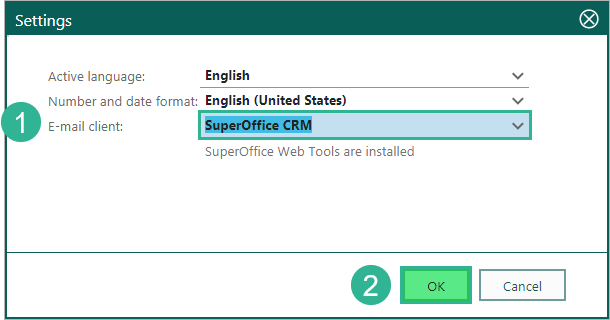 Settings
Active language: English
Number and date format: English (United States)
1 E-mail client: SuperOffice CRM
SuperOffice Web Tools are installed
2 OK Cancel